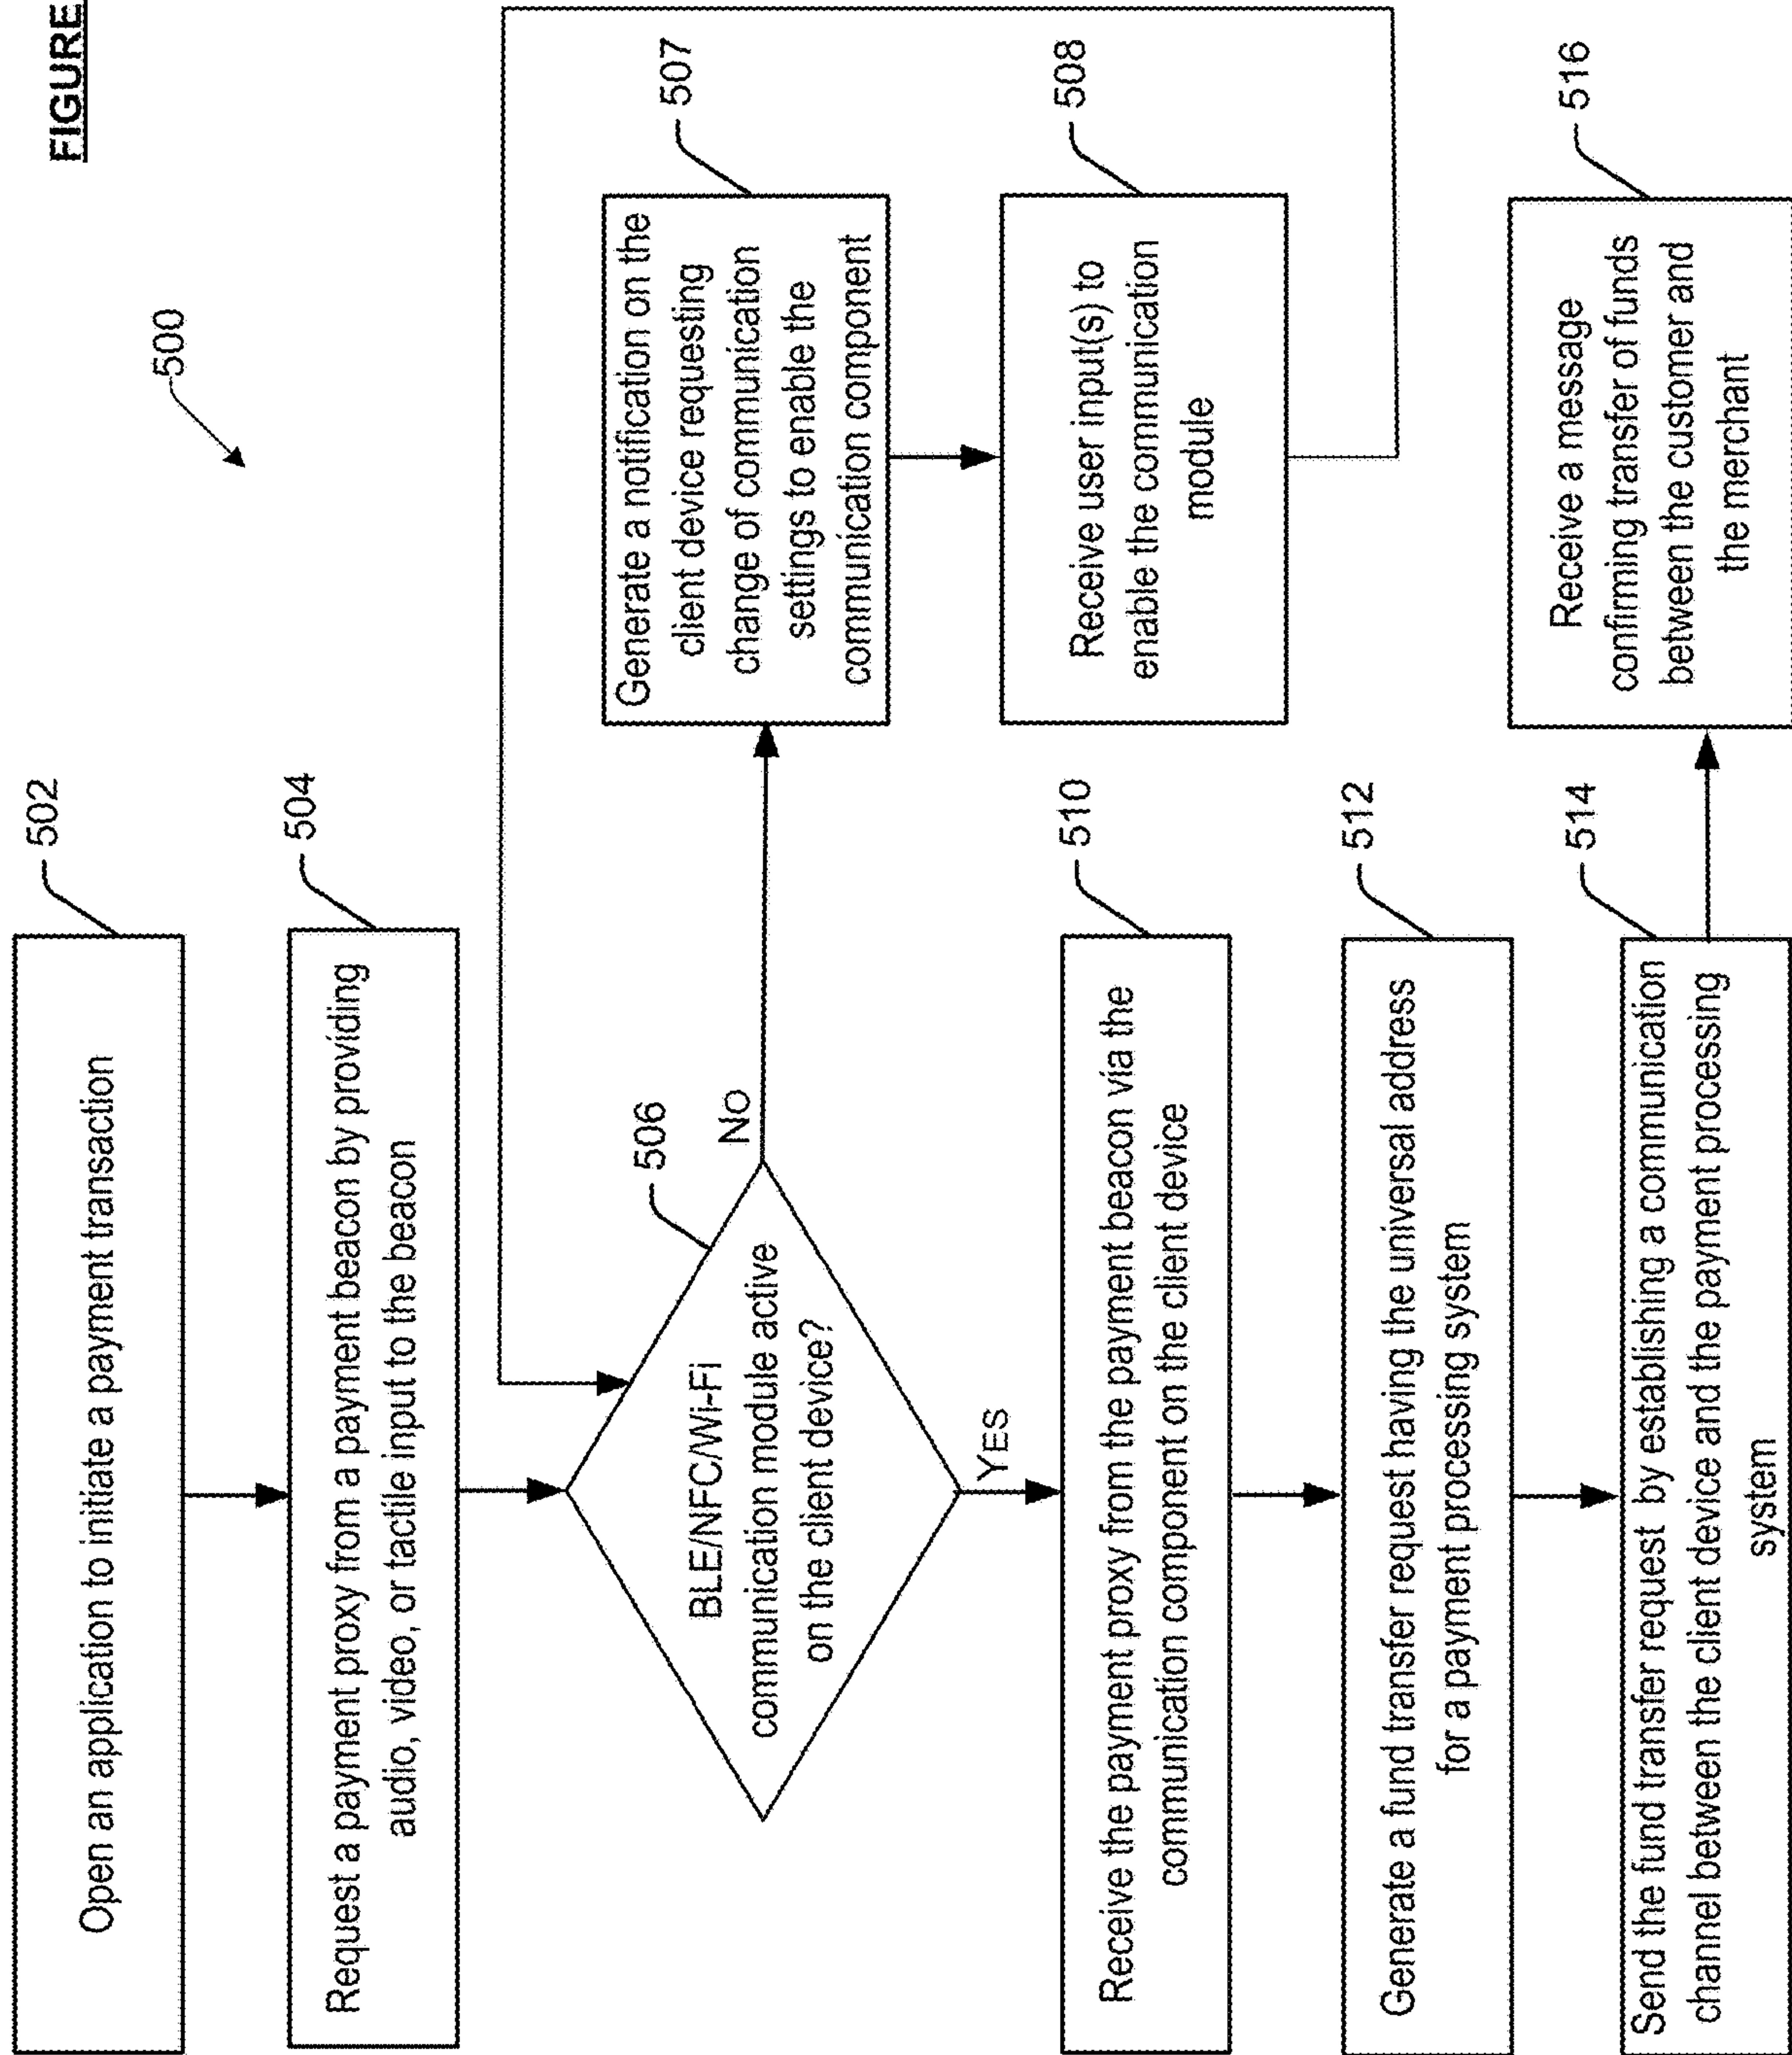 FIGURE
500
502
Open an application to initiate a payment transaction
504
Request a payment proxy from a payment beacon by providing
audio, video, or tactile input to the beacon
506
BLE/NFC/Wi-Fi
communication module active
on the client device?
NO
YES
507
Generate a notification on the
client device requesting
change of communication
settings to enable the
communication component
508
Receive user input(s) to
enable the communication
module
510
Receive the payment proxy from the payment beacon via the
communication component on the client device
512
Generate a fund transfer request having the universal address
for a payment processing system
514
Send the fund transfer request by establishing a communication
channel between the client device and the payment processing
system
516
Receive a message
confirming transfer of funds
between the customer and
the merchant